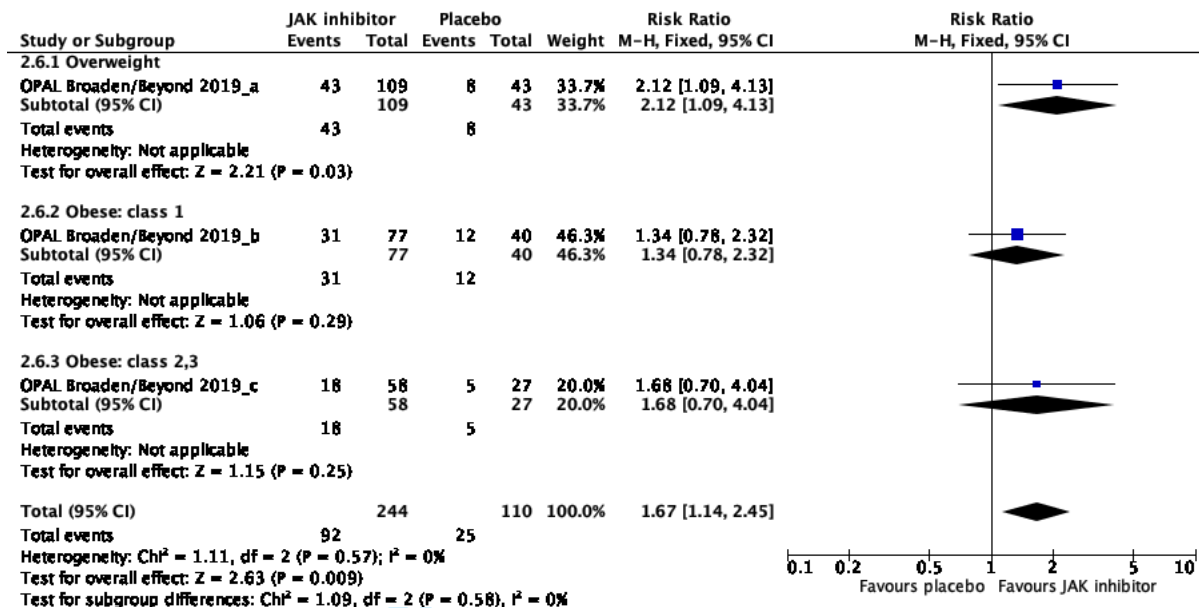 JAK inhibitor Placebo Risk Ratio Risk Ratio
Study or Subgroup Events Total Events Total Weight M-H, Fixed, 95% CI M-H, Fixed, 95% CI
2.6.1 Overweight
OPAL Broaden/Beyond 2019_a 43 109 8 43 33.7% 2.12 [1.09, 4.13]
Subtotal (95% CI) 109 43 33.7% 2.12 [1.09, 4.13]
Total events 43 8
Heterogeneity: Not applicable
Test for overall effect: Z = 2.21 (P = 0.03)
2.6.2 Obese: class 1
OPAL Broaden/Beyond 2019_b 31 77 12 40 46.3% 1.34 [0.78, 2.32]
Subtotal (95% CI) 77 40 46.3% 1.34 [0.78, 2.32]
Total events 31 12
Heterogeneity: Not applicable
Test for overall effect: Z = 1.06 (P = 0.29)
2.6.3 Obese: class 2,3
OPAL Broaden/Beyond 2019_c 18 58 5 27 20.0% 1.68 [0.70, 4.04]
Subtotal (95% CI) 58 27 20.0% 1.68 [0.70, 4.04]
Total events 18 5
Heterogeneity: Not applicable
Test for overall effect: Z = 1.15 (P = 0.25)
Total (95% CI) 244 110 100.0% 1.67 [1.14, 2.45]
Total events 92 25
Heterogeneity: Chi² = 1.11, df = 2 (P = 0.57); I² = 0%
Test for overall effect: Z = 2.63 (P = 0.009)
Test for subgroup differences: Chi² = 1.09, df = 2 (P = 0.58), I² = 0%
0.1 0.2 0.5 1 2 5 10
Favours placebo Favours JAK inhibitor